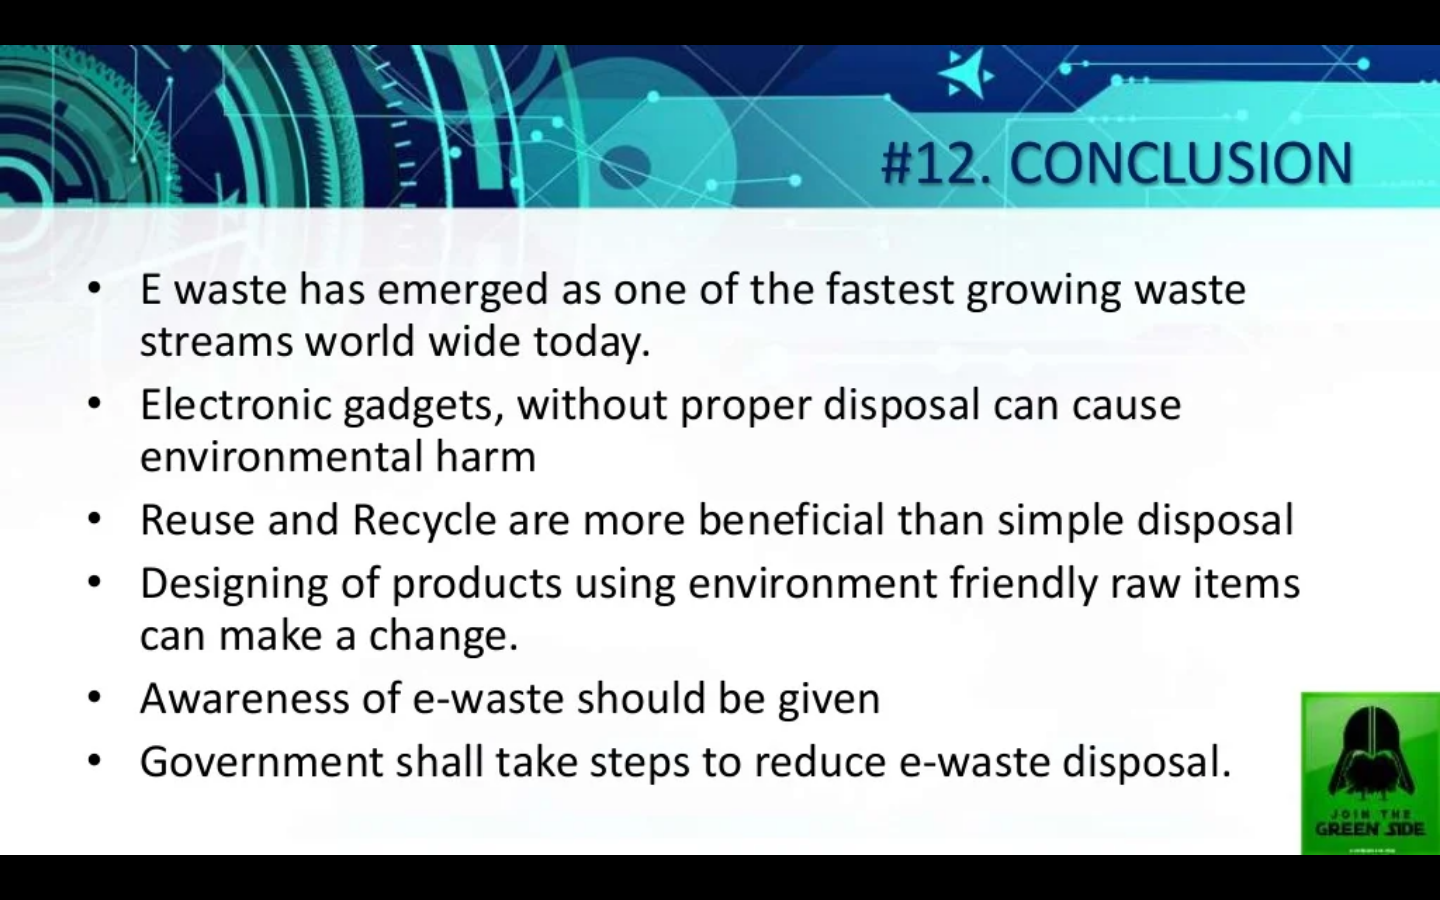 #12. CONCLUSION
• E waste has emerged as one of the fastest growing waste
streams world wide today.
• Electronic gadgets, without proper disposal can cause
environmental harm
• Reuse and Recycle are more beneficial than simple disposal
• Designing of products using environment friendly raw items
can make a change.
• Awareness of e-waste should be given
• Government shall take steps to reduce e-waste disposal.
JOIN THE
GREEN SIDE